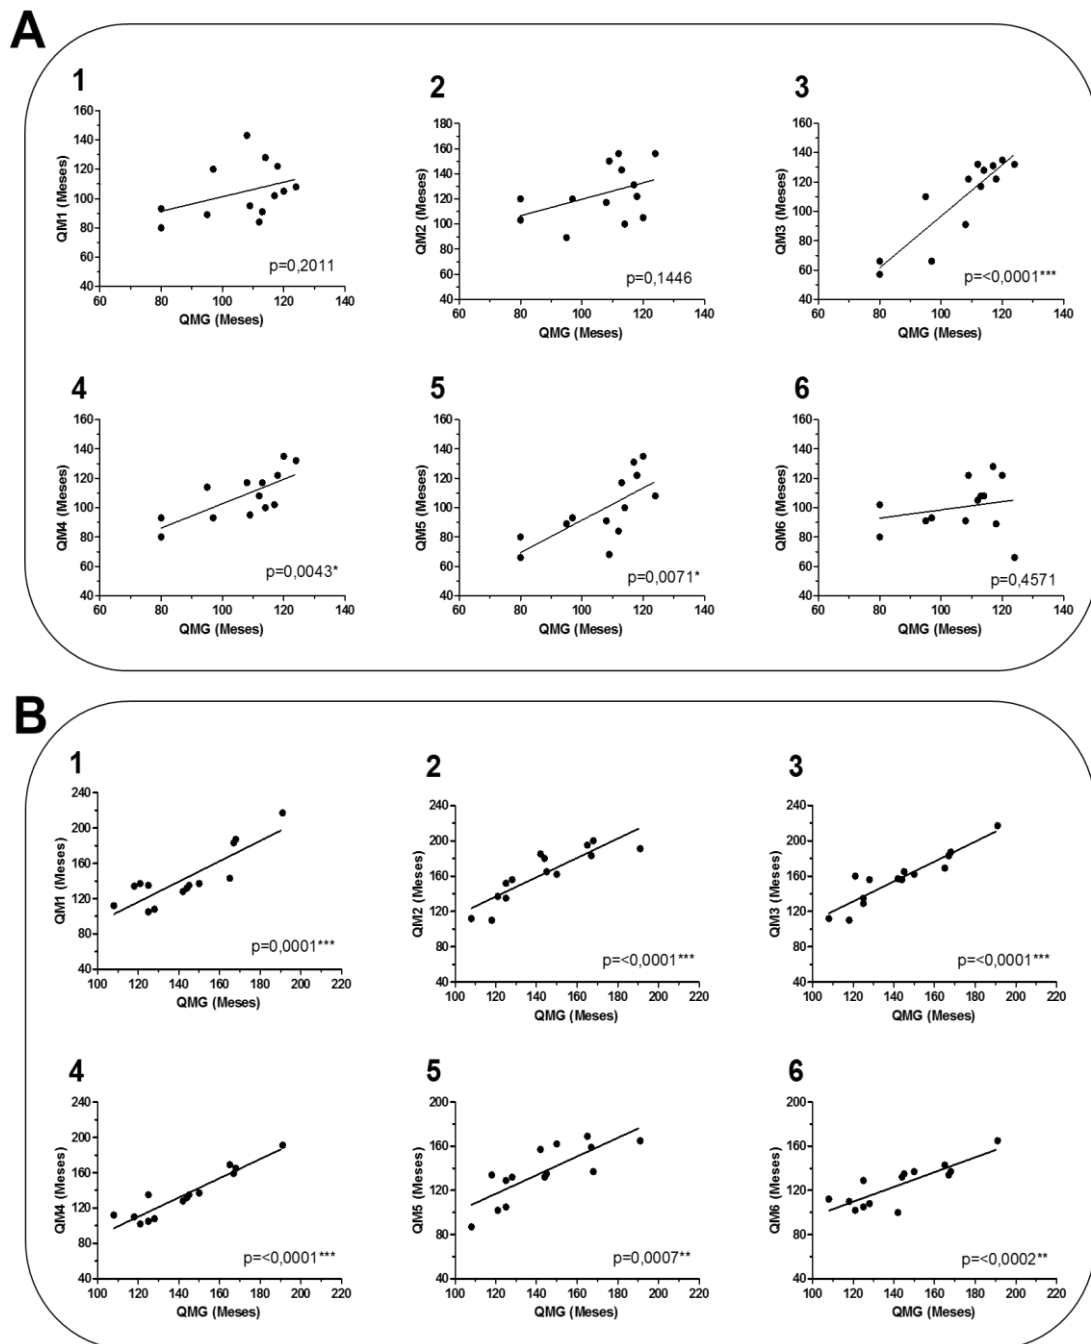 A
1
QM1 (Meses)
160
140
120
100
80
60
40
p=0,2011
60 80 100 120 140
QMG (Meses)
2
QM2 (Meses)
180
160
140
120
100
80
60
40
p=0,1446
60 80 100 120 140
QMG (Meses)
3
QM3 (Meses)
160
140
120
100
80
60
40
p=<0,0001***
60 80 100 120 140
QMG (Meses)
4
QM4 (Meses)
160
140
120
100
80
60
40
p=0,0043*
60 80 100 120 140
QMG (Meses)
5
QM5 (Meses)
160
140
120
100
80
60
40
p=0,0071*
60 80 100 120 140
QMG (Meses)
6
QM6 (Meses)
160
140
120
100
80
60
40
p=0,4571
60 80 100 120 140
QMG (Meses)
B
1
QM1 (Meses)
240
200
160
120
80
40
p=0,0001***
100 120 140 160 180 200 220
QMG (Meses)
2
QM2 (Meses)
240
200
160
120
80
40
p=<0,0001***
100 120 140 160 180 200 220
QMG (Meses)
3
QM3 (Meses)
240
200
160
120
80
40
p=<0,0001***
100 120 140 160 180 200 220
QMG (Meses)
4
QM4 (Meses)
240
200
160
120
80
40
p=<0,0001***
100 120 140 160 180 200 220
QMG (Meses)
5
QM5 (Meses)
200
160
120
80
40
p=0,0007**
100 120 140 160 180 200 220
QMG (Meses)
6
QM6 (Meses)
200
160
120
80
40
p=<0,0002**
100 120 140 160 180 200 220
QMG (Meses)